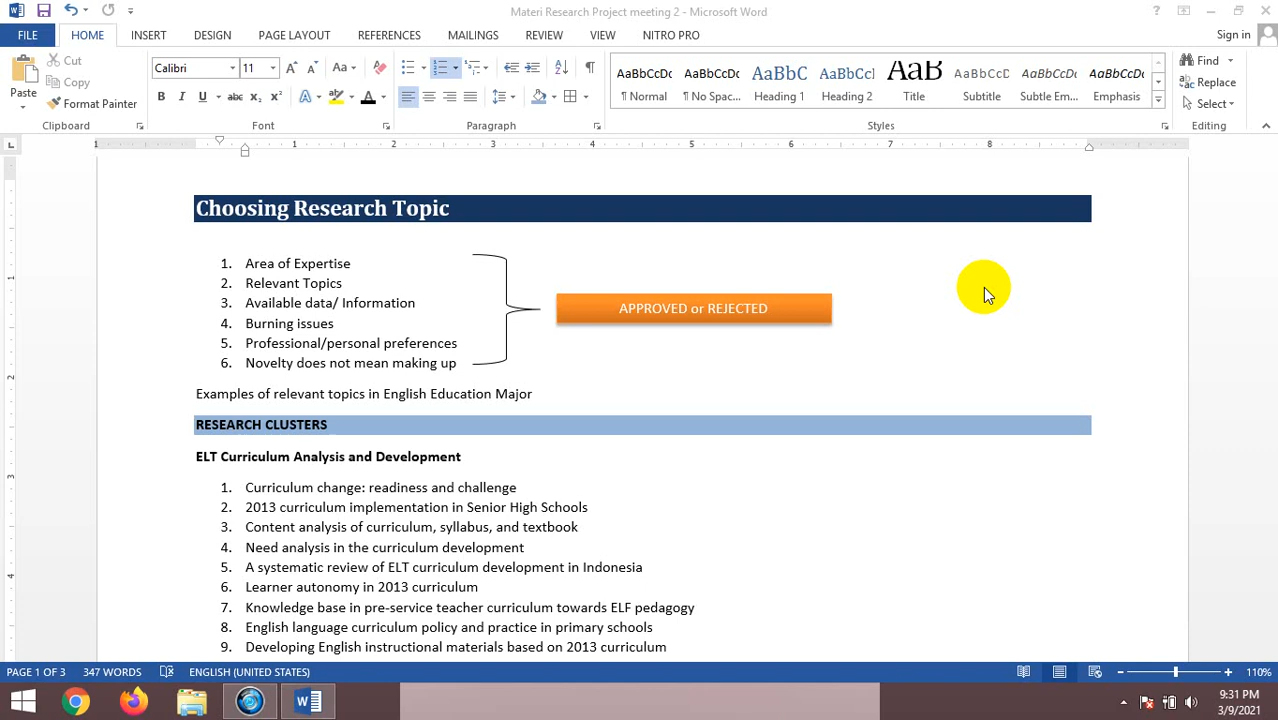 Materi Research Project meeting 2 - Microsoft Word
FILE HOME INSERT DESIGN PAGE LAYOUT REFERENCES MAILINGS REVIEW VIEW NITRO PRO Sign in
Paste Cut Copy Format Painter
Calibri 11
AaBbCcDc AaBbCcDc AaBbC AaBbCcC AaB AaBbCcD AaBbCcDc AaBbCcDc
¶ Normal ¶ No Spac... Heading 1 Heading 2 Title Subtitle Subtle Em... Emphasis
Find Replace Select
Clipboard Font Paragraph Styles Editing
1 1 2 3 4 5 6 7 8
Choosing Research Topic
1. Area of Expertise
2. Relevant Topics
3. Available data/ Information
4. Burning issues
5. Professional/personal preferences
6. Novelty does not mean making up
APPROVED or REJECTED
Examples of relevant topics in English Education Major
RESEARCH CLUSTERS
ELT Curriculum Analysis and Development
1. Curriculum change: readiness and challenge
2. 2013 curriculum implementation in Senior High Schools
3. Content analysis of curriculum, syllabus, and textbook
4. Need analysis in the curriculum development
5. A systematic review of ELT curriculum development in Indonesia
6. Learner autonomy in 2013 curriculum
7. Knowledge base in pre-service teacher curriculum towards ELF pedagogy
8. English language curriculum policy and practice in primary schools
9. Developing English instructional materials based on 2013 curriculum
PAGE 1 OF 3 347 WORDS ENGLISH (UNITED STATES) 110%
9:31 PM
3/9/2021